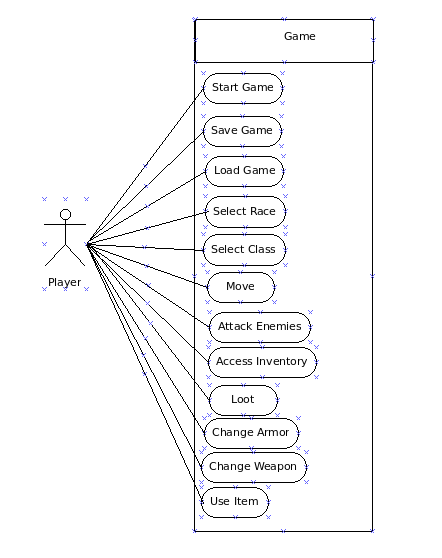 Game
Start Game
Save Game
Load Game
Select Race
Select Class
Move
Player
Attack Enemies
Access Inventory
Loot
Change Armor
Change Weapon
Use Item